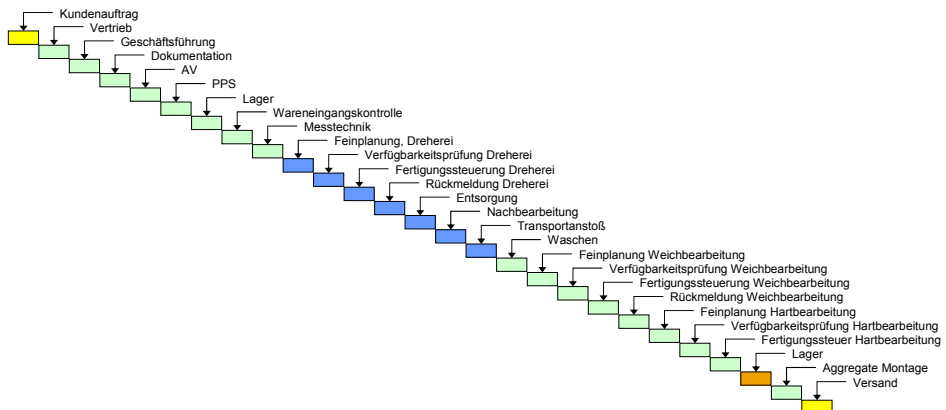 Kundenauftrag
Vertrieb
Geschäftsführung
Dokumentation
AV
PPS
Lager
Wareneingangskontrolle
Messtechnik
Feinplanung, Dreherei
Verfügbarkeitsprüfung Dreherei
Fertigungssteuerung Dreherei
Rückmeldung Dreherei
Entsorgung
Nachbearbeitung
Transportanstoß
Waschen
Feinplanung Weichbearbeitung
Verfügbarkeitsprüfung Weichbearbeitung
Fertigungssteuerung Weichbearbeitung
Rückmeldung Weichbearbeitung
Feinplanung Hartbearbeitung
Verfügbarkeitsprüfung Hartbearbeitung
Fertigungssteuer Hartbearbeitung
Lager
Aggregate Montage
Versand